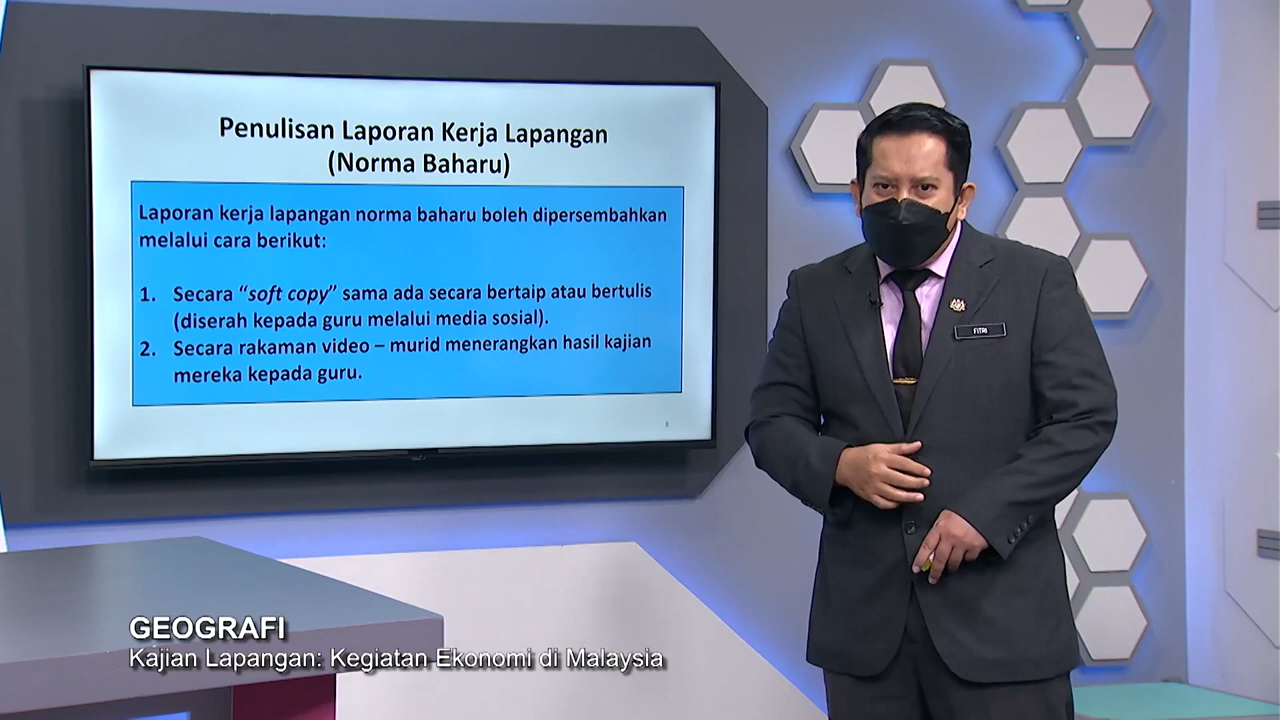 Penulisan Laporan Kerja Lapangan
(Norma Baharu)
Laporan kerja lapangan norma baharu boleh dipersembahkan
melalui cara berikut:
1. Secara “soft copy” sama ada secara bertaip atau bertulis
(diserah kepada guru melalui media sosial).
2. Secara rakaman video – murid menerangkan hasil kajian
mereka kepada guru.
8
FITRI
GEOGRAFI
Kajian Lapangan: Kegiatan Ekonomi di Malaysia